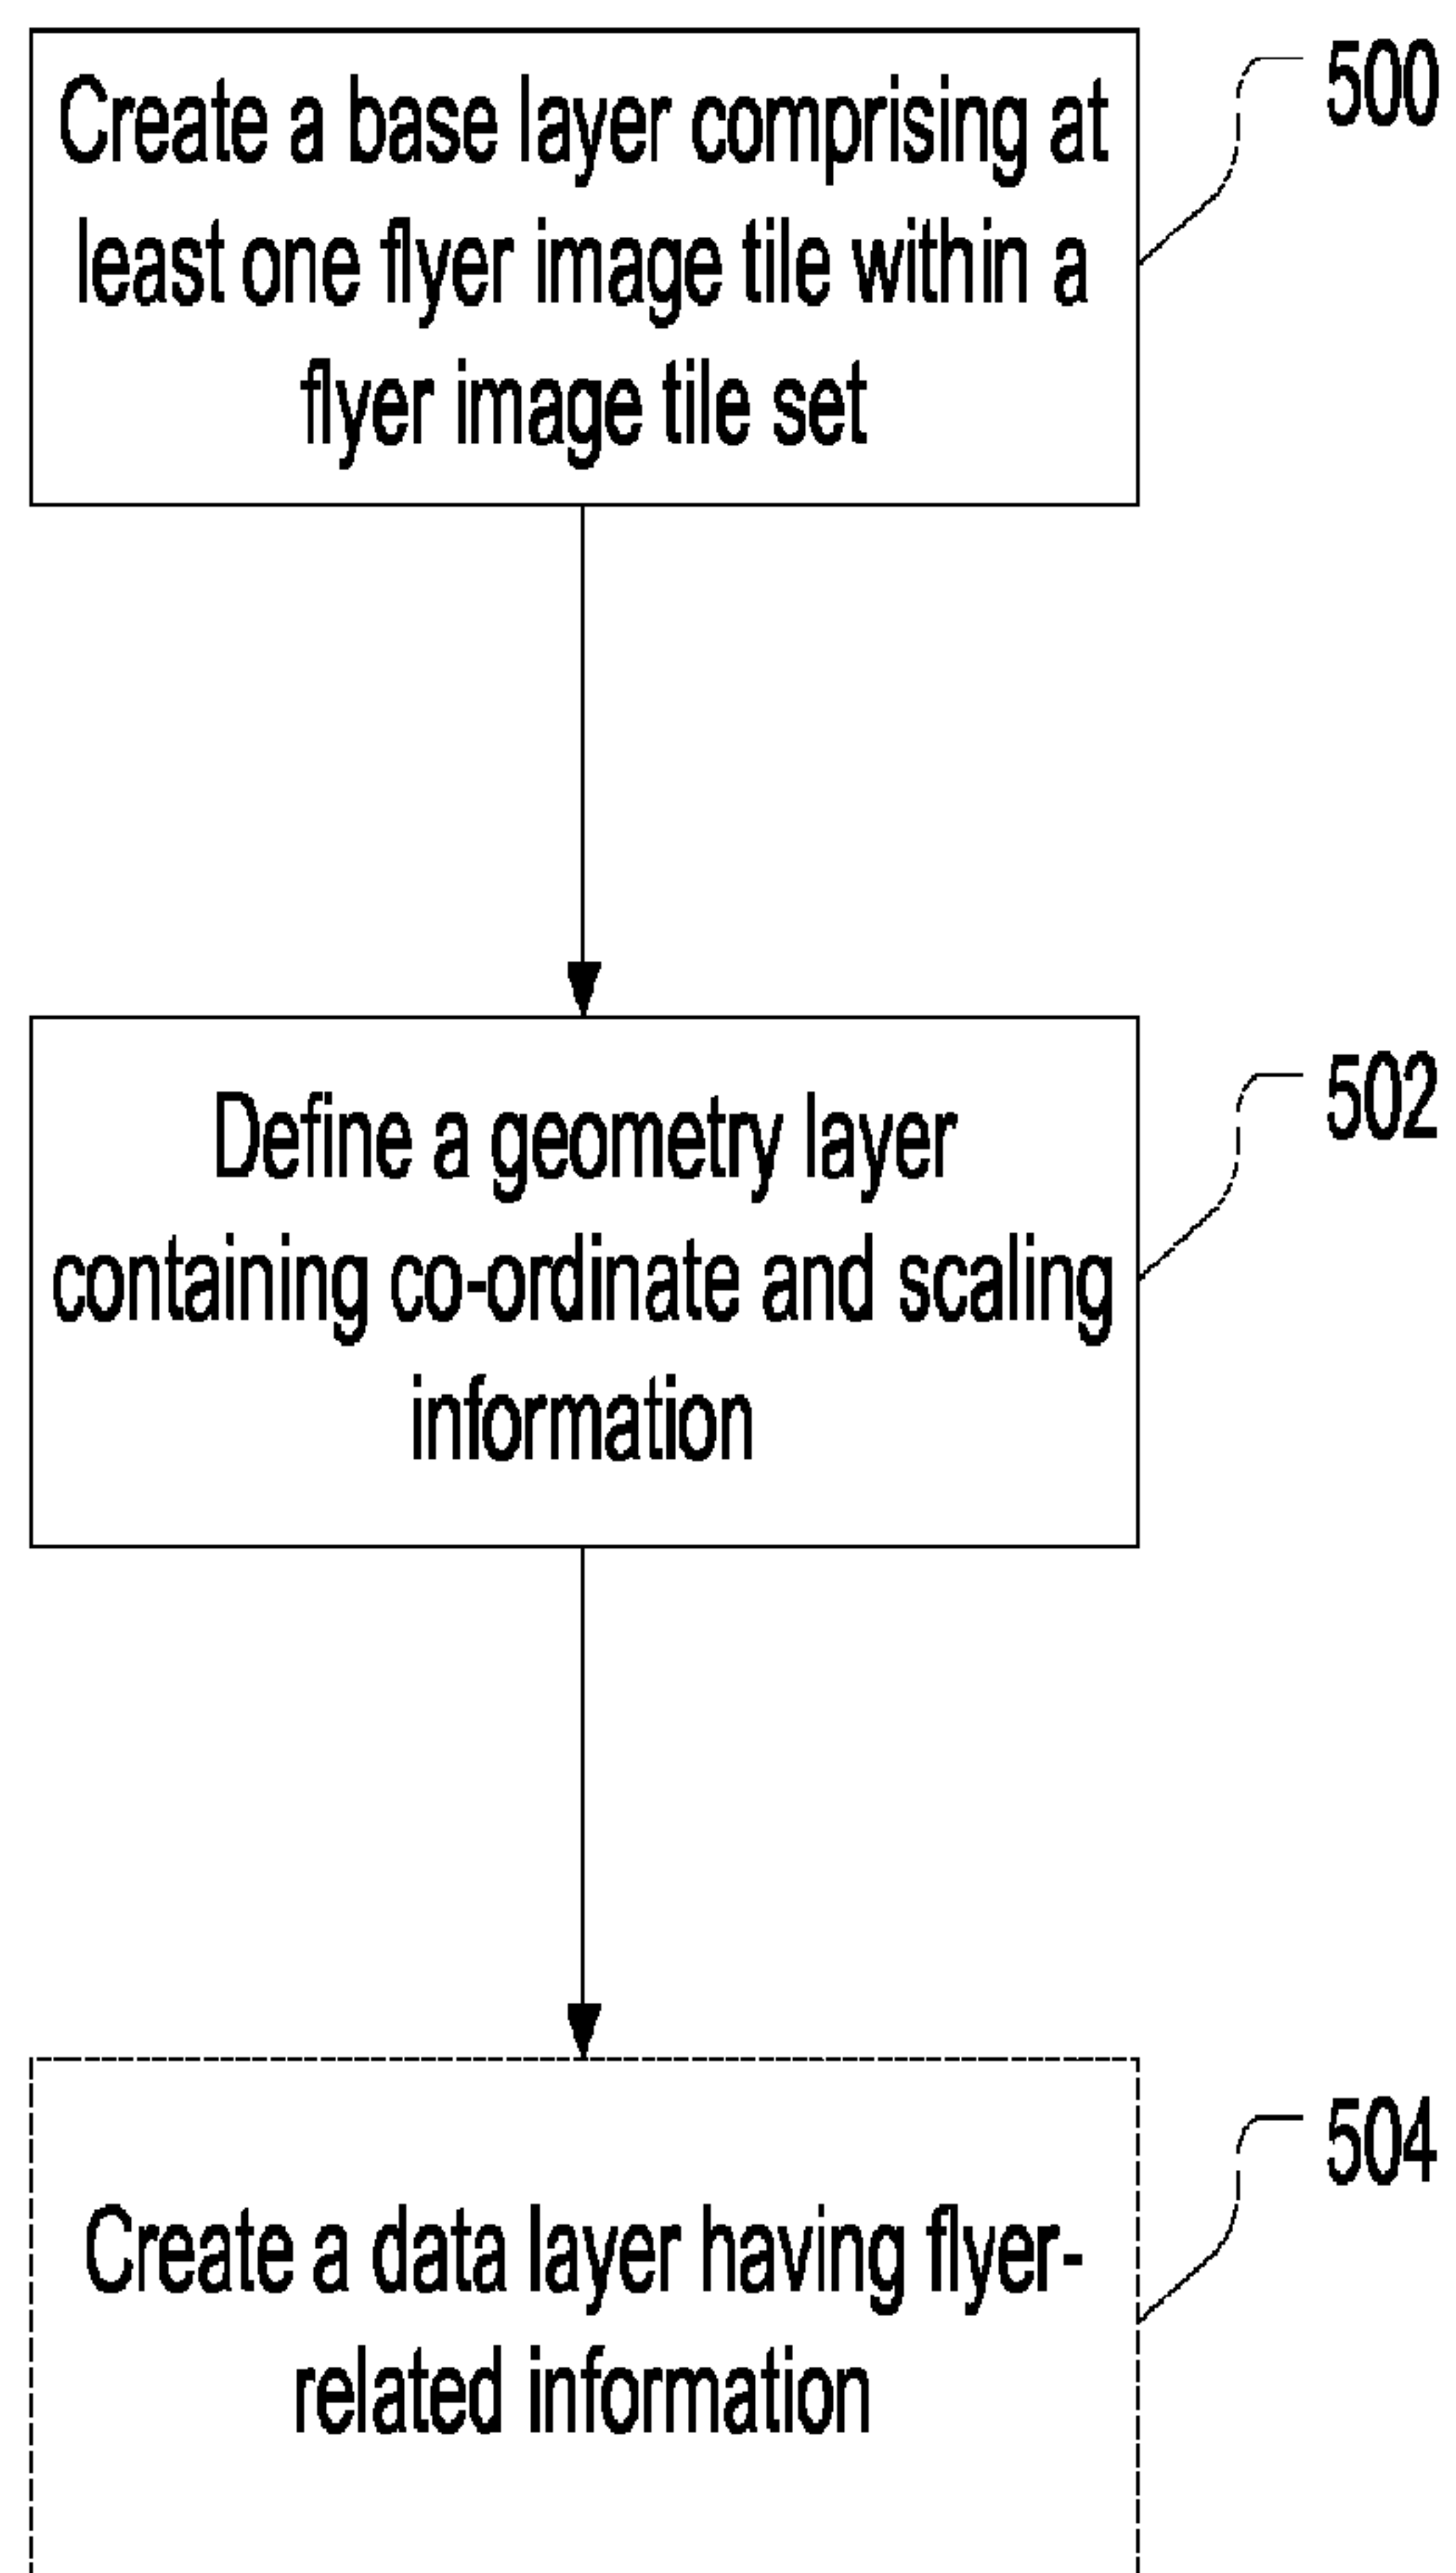 Create a base layer comprising at
least one flyer image tile within a
flyer image tile set
500
Define a geometry layer
containing co-ordinate and scaling
information
502
Create a data layer having flyer-
related information
504